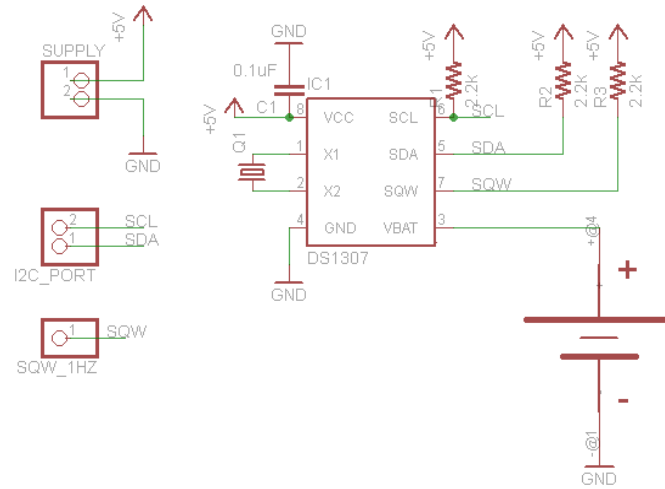 SUPPLY
+5V
1
2
GND
GND
0.1uF
IC1
C1
+5V
8
VCC
SCL
6
SCL
+5V
R1
2.2k
+5V
R2
2.2k
+5V
R3
2.2k
Q1
1
X1
SDA
5
SDA
2
X2
SQW
7
SQW
4
GND
VBAT
3
DS1307
GND
2
SCL
1
SDA
I2C_PORT
1
SQW
SQW_1HZ
+@4
+
-
-@1
GND